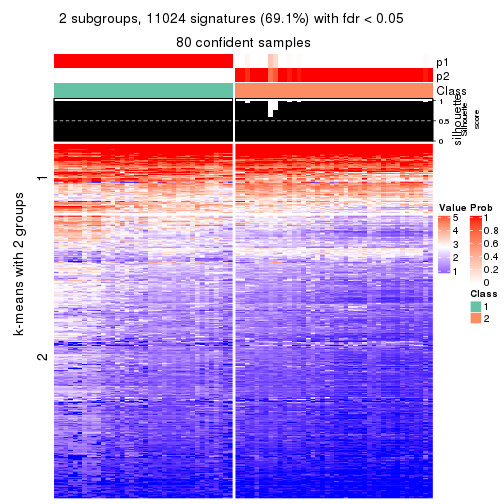 2 subgroups, 11024 signatures (69.1%) with fdr < 0.05
80 confident samples
p1
p2
Class
1
0.5
0
silhouette
Silhouette
score
k-means with 2 groups
1
2
Value
5
4
3
2
1
Prob
1
0.8
0.6
0.4
0.2
0
Class
1
2